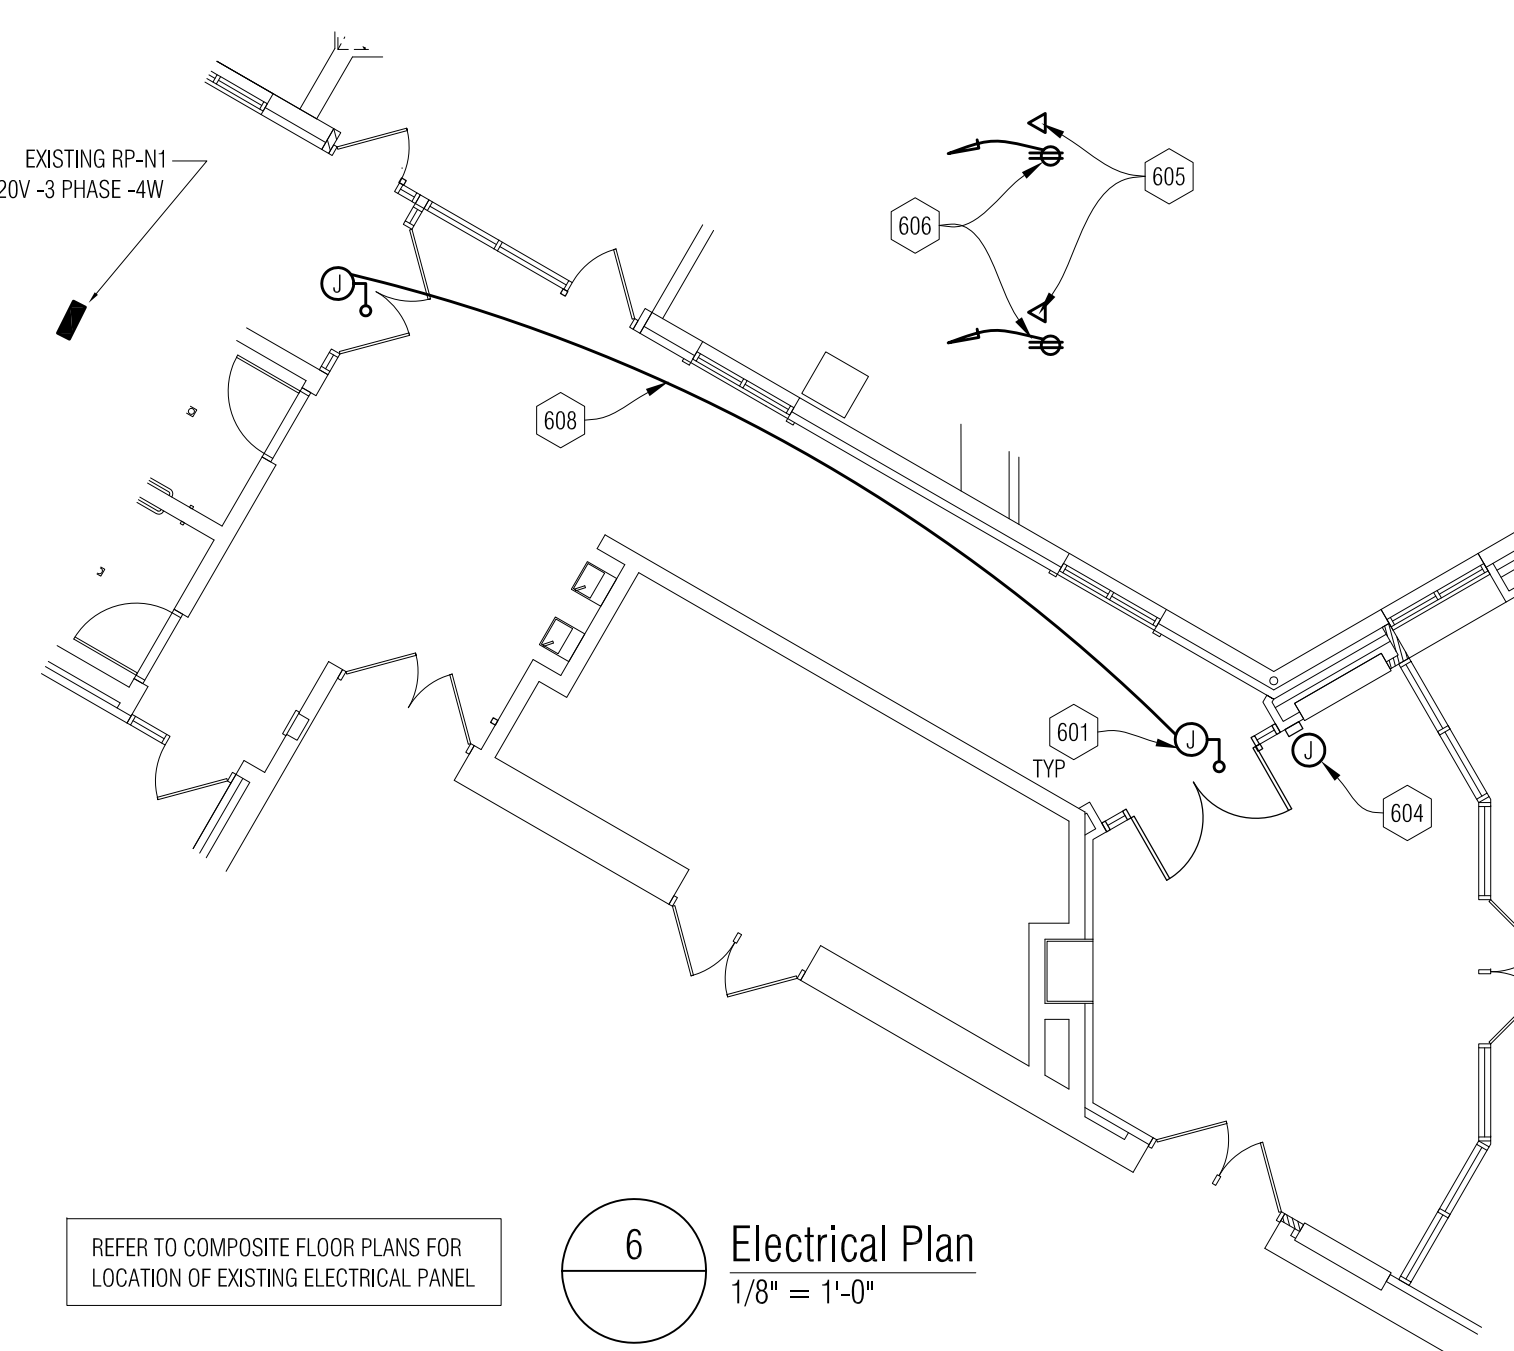 EXISTING RP-N1
20V -3 PHASE -4W
605
606
J
608
601
J
TYP
J
604
REFER TO COMPOSITE FLOOR PLANS FOR
LOCATION OF EXISTING ELECTRICAL PANEL
6
Electrical Plan
1/8" = 1'-0"